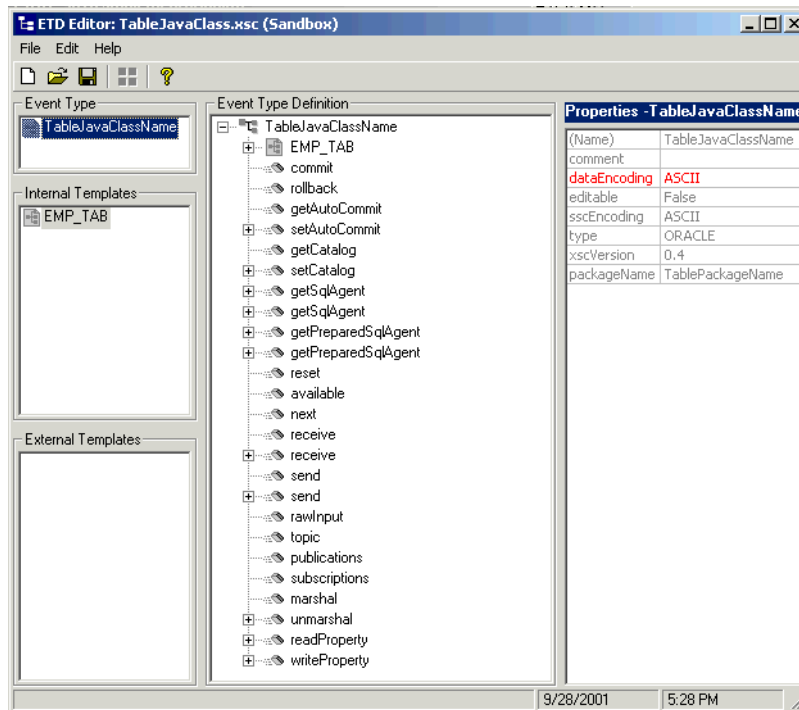 ETD Editor: TableJavaClass.xsc (Sandbox)
File Edit Help
Event Type
TableJavaClassName
Internal Templates
EMP_TAB
External Templates
Event Type Definition
TableJavaClassName
EMP_TAB
commit
rollback
getAutoCommit
setAutoCommit
getCatalog
setCatalog
getSqlAgent
getSqlAgent
getPreparedSqlAgent
getPreparedSqlAgent
reset
available
next
receive
receive
send
send
rawInput
topic
publications
subscriptions
marshal
unmarshal
readProperty
writeProperty
Properties -TableJavaClassName
(Name) TableJavaClassName
comment
dataEncoding ASCII
editable False
sscEncoding ASCII
type ORACLE
xscVersion 0.4
packageName TablePackageName
9/28/2001 5:28 PM